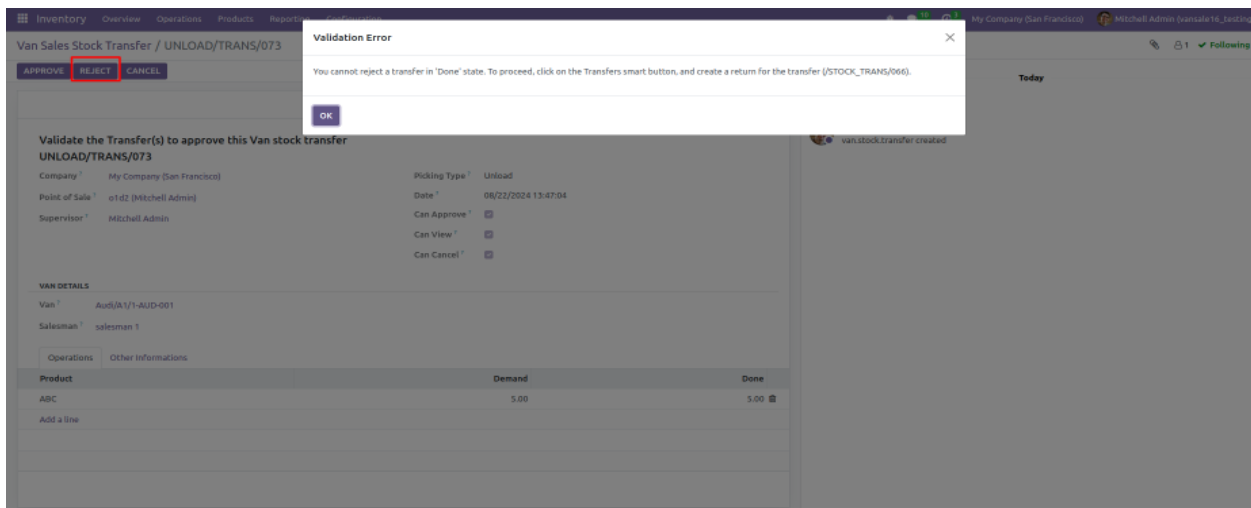 Inventory Overview Operations Products Reporting Configuration 10 My Company (San Francisco) Mitchell Admin (vansale16_testing
Van Sales Stock Transfer / UNLOAD/TRANS/073
1 Following
APPROVE REJECT CANCEL
Validation Error
You cannot reject a transfer in 'Done' state. To proceed, click on the Transfers smart button, and create a return for the transfer (/STOCK_TRANS/066).
OK
Today
van.stock.transfer created
Validate the Transfer(s) to approve this Van stock transfer
UNLOAD/TRANS/073
Company ? My Company (San Francisco) Picking Type ? Unload
Point of Sale ? o1d2 (Mitchell Admin) Date ? 08/22/2024 13:47:04
Supervisor ? Mitchell Admin Can Approve ?
Can View ?
Can Cancel ?
VAN DETAILS
Van ? Audi/A1/1-AUD-001
Salesman ? salesman 1
Operations Other Informations
Product Demand Done
ABC 5.00 5.00
Add a line